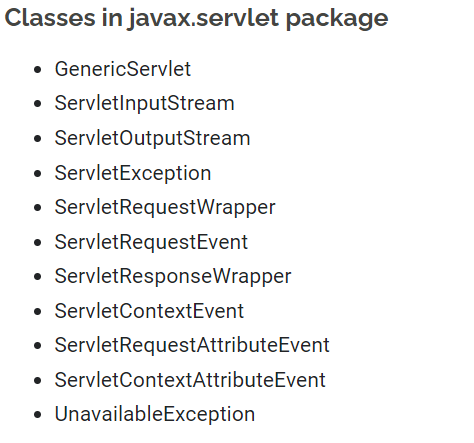 Classes in javax.servlet package
GenericServlet
ServletInputStream
ServletOutputStream
ServletException
ServletRequestWrapper
ServletRequestEvent
ServletResponseWrapper
ServletContextEvent
ServletRequestAttributeEvent
ServletContextAttributeEvent
UnavailableException